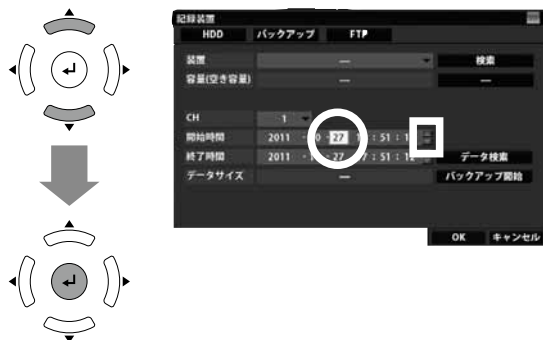 記録装置
HDD バックアップ FTP
装置 — 検索
容量(空き容量) — —
CH 1
開始時間 2011 - 27 : 51 :
終了時間 2011 - 27 : 51 :
データ検索
データサイズ — バックアップ開始
OK キャンセル